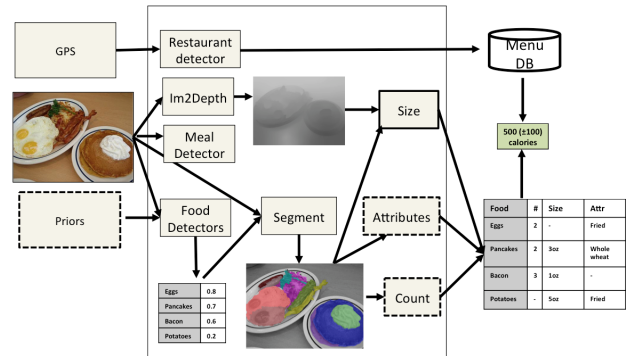 GPS
Restaurant
detector
Menu
DB
Im2Depth
Size
Meal
Detector
500 (±100)
calories
Priors
Food
Detectors
Segment
Attributes
Count
Eggs 0.8
Pancakes 0.7
Bacon 0.6
Potatoes 0.2
Food # Size Attr
Eggs 2 - Fried
Pancakes 2 3oz Whole
wheat
Bacon 3 1oz -
Potatoes - 5oz Fried